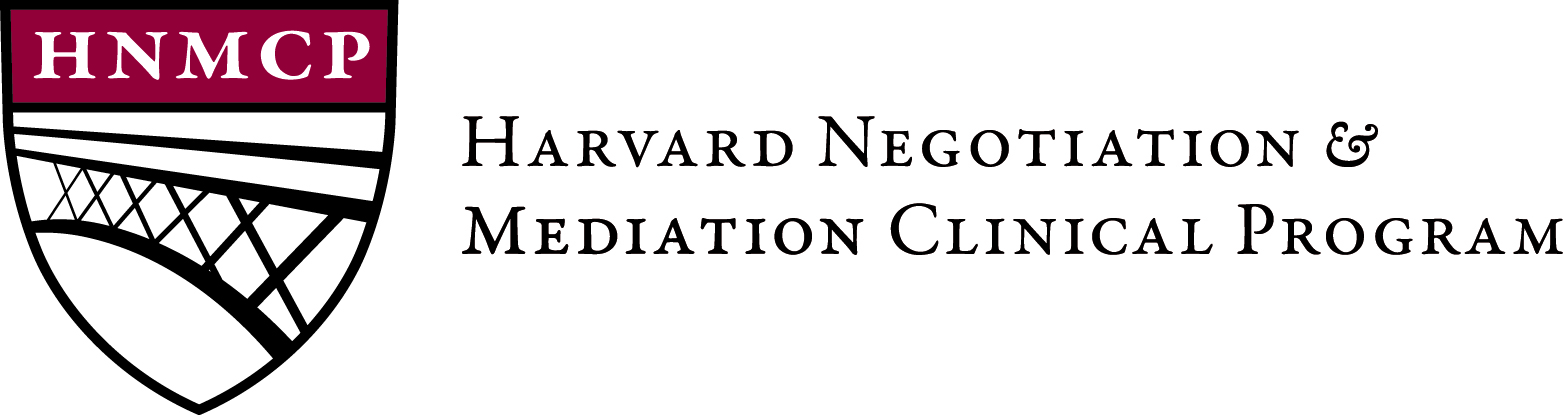 HNMCP
HARVARD NEGOTIATION &
MEDIATION CLINICAL PROGRAM